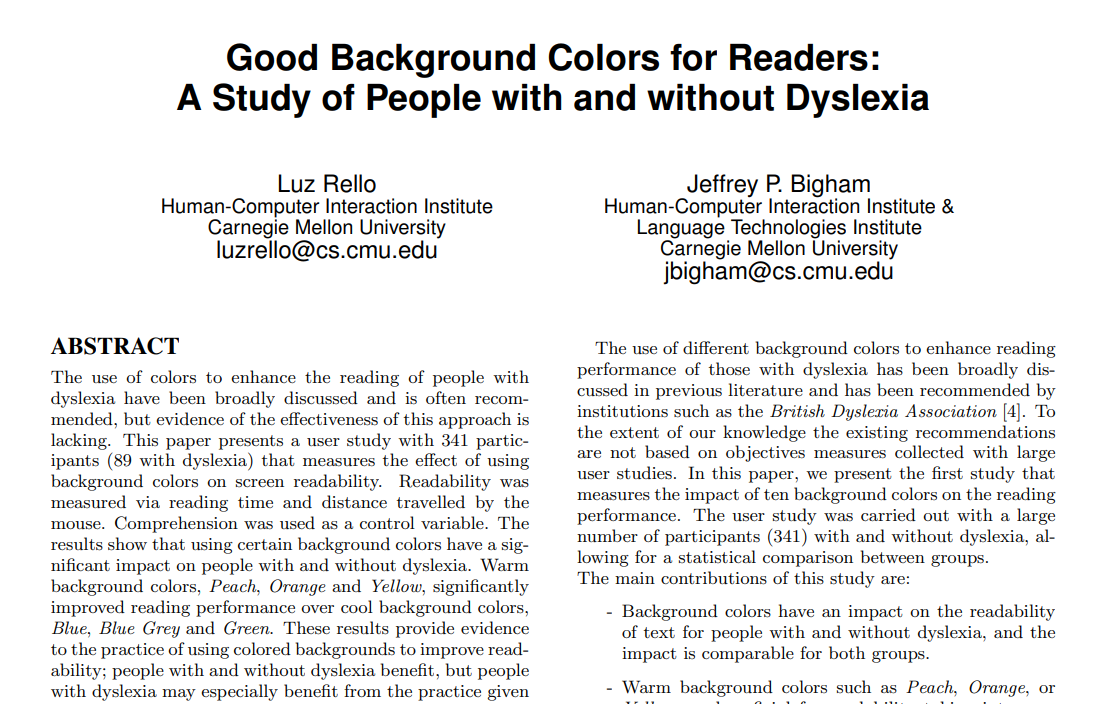 Good Background Colors for Readers:
A Study of People with and without Dyslexia
Luz Rello
Human-Computer Interaction Institute
Carnegie Mellon University
luzrello@cs.cmu.edu
Jeffrey P. Bigham
Human-Computer Interaction Institute &
Language Technologies Institute
Carnegie Mellon University
jbigham@cs.cmu.edu
ABSTRACT
The use of colors to enhance the reading of people with
dyslexia have been broadly discussed and is often recom-
mended, but evidence of the effectiveness of this approach is
lacking. This paper presents a user study with 341 partic-
ipants (89 with dyslexia) that measures the effect of using
background colors on screen readability. Readability was
measured via reading time and distance travelled by the
mouse. Comprehension was used as a control variable. The
results show that using certain background colors have a sig-
nificant impact on people with and without dyslexia. Warm
background colors, Peach, Orange and Yellow, significantly
improved reading performance over cool background colors,
Blue, Blue Grey and Green. These results provide evidence
to the practice of using colored backgrounds to improve read-
ability; people with and without dyslexia benefit, but people
with dyslexia may especially benefit from the practice given
The use of different background colors to enhance reading
performance of those with dyslexia has been broadly dis-
cussed in previous literature and has been recommended by
institutions such as the British Dyslexia Association [4]. To
the extent of our knowledge the existing recommendations
are not based on objectives measures collected with large
user studies. In this paper, we present the first study that
measures the impact of ten background colors on the reading
performance. The user study was carried out with a large
number of participants (341) with and without dyslexia, al-
lowing for a statistical comparison between groups.
The main contributions of this study are:
- Background colors have an impact on the readability
of text for people with and without dyslexia, and the
impact is comparable for both groups.
- Warm background colors such as Peach, Orange, or